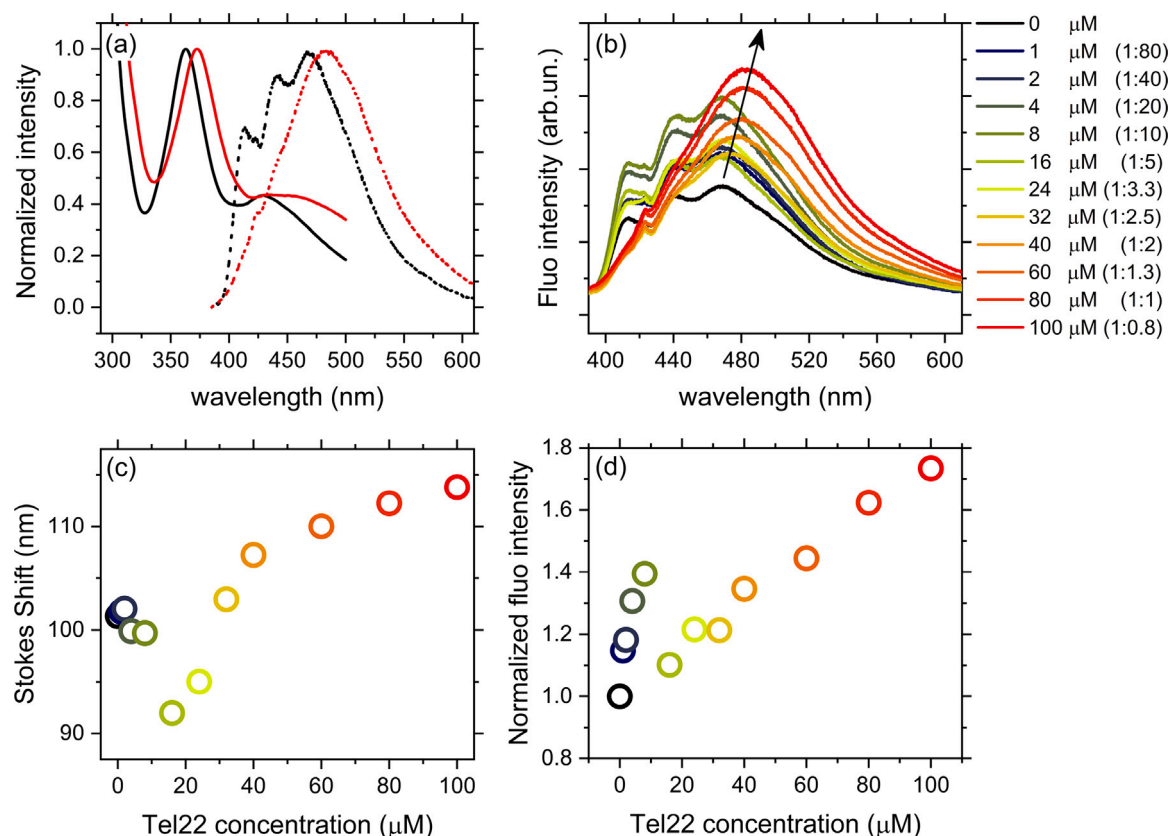 (a)
Normalized intensity
1.0
0.8
0.6
0.4
0.2
0.0
300 350 400 450 500 550 600
wavelength (nm)
(b)
Fluo intensity (arb.un.)
400 440 480 520 560 600
wavelength (nm)
0 μM
1 μM (1:80)
2 μM (1:40)
4 μM (1:20)
8 μM (1:10)
16 μM (1:5)
24 μM (1:3.3)
32 μM (1:2.5)
40 μM (1:2)
60 μM (1:1.3)
80 μM (1:1)
100 μM (1:0.8)
(c)
Stokes Shift (nm)
110
100
90
0 20 40 60 80 100
Tel22 concentration (μM)
(d)
Normalized fluo intensity
1.8
1.6
1.4
1.2
1.0
0.8
0 20 40 60 80 100
Tel22 concentration (μM)